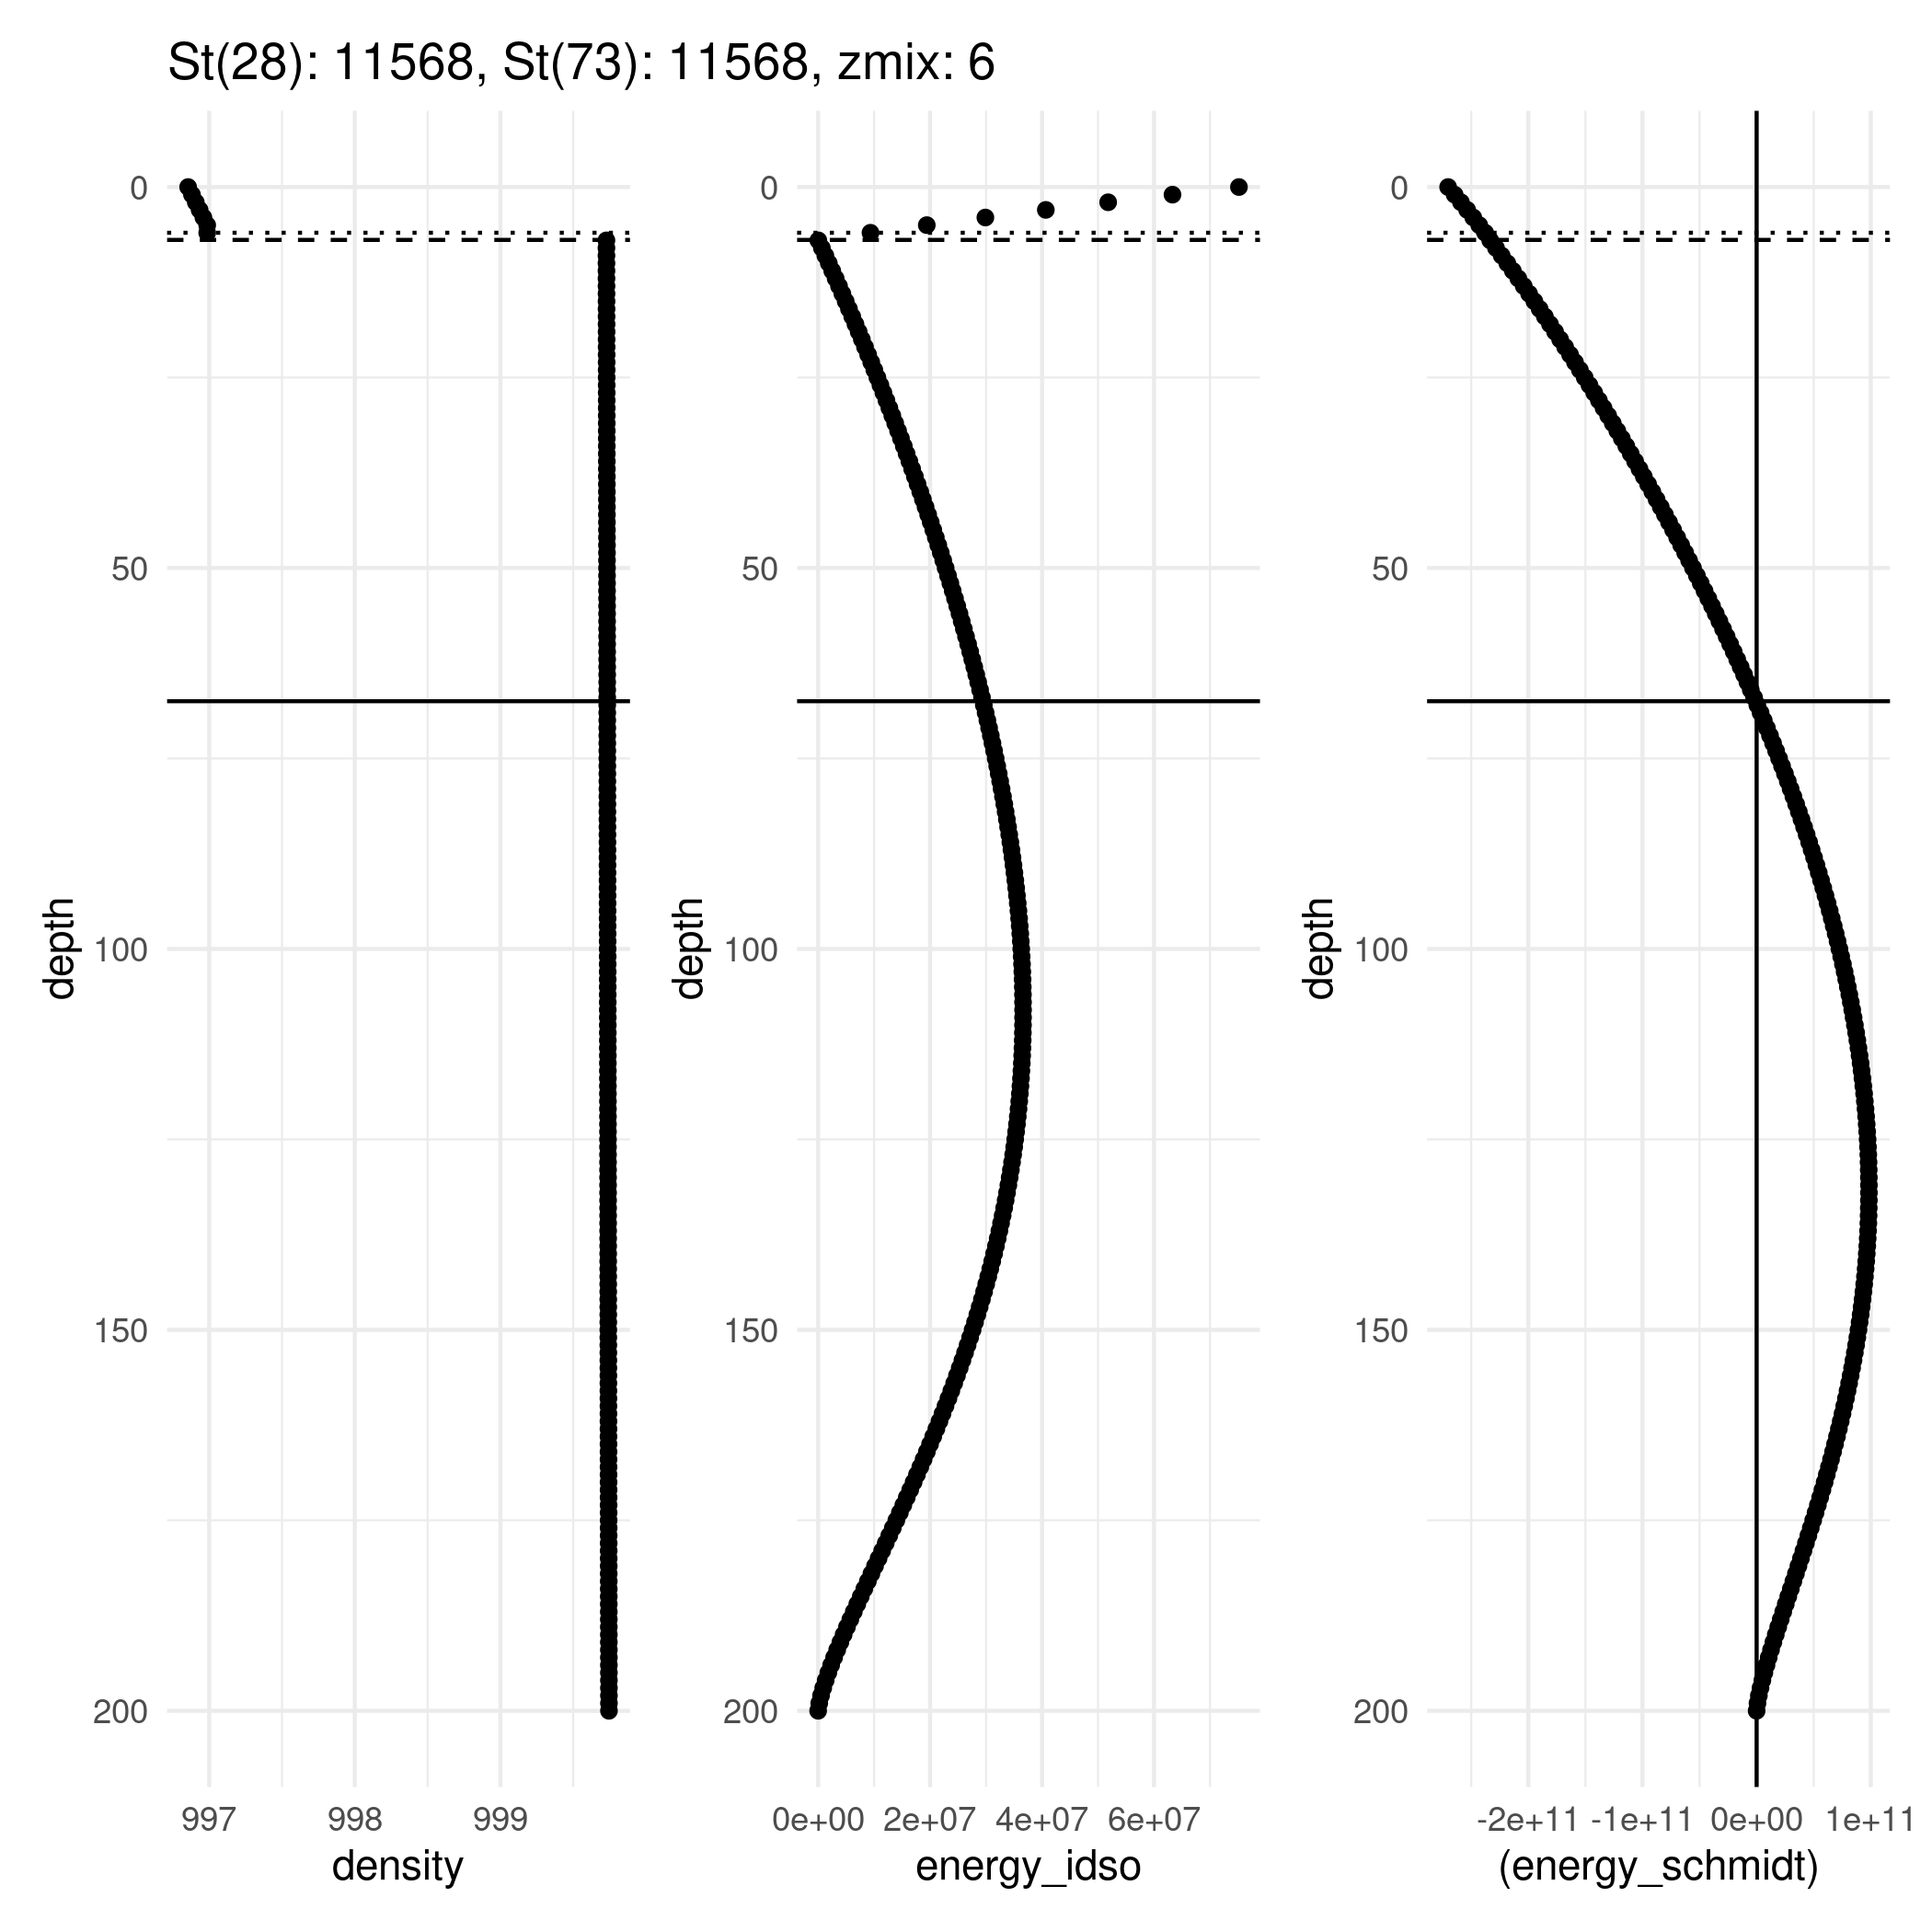 St(28): 11568, St(73): 11568, zmix: 6
0
50
100
150
200
depth
997 998 999
density
0
50
100
150
200
depth
0e+00 2e+07 4e+07 6e+07
energy_idso
0
50
100
150
200
depth
-2e+11 -1e+11 0e+00 1e+11
(energy_schmidt)